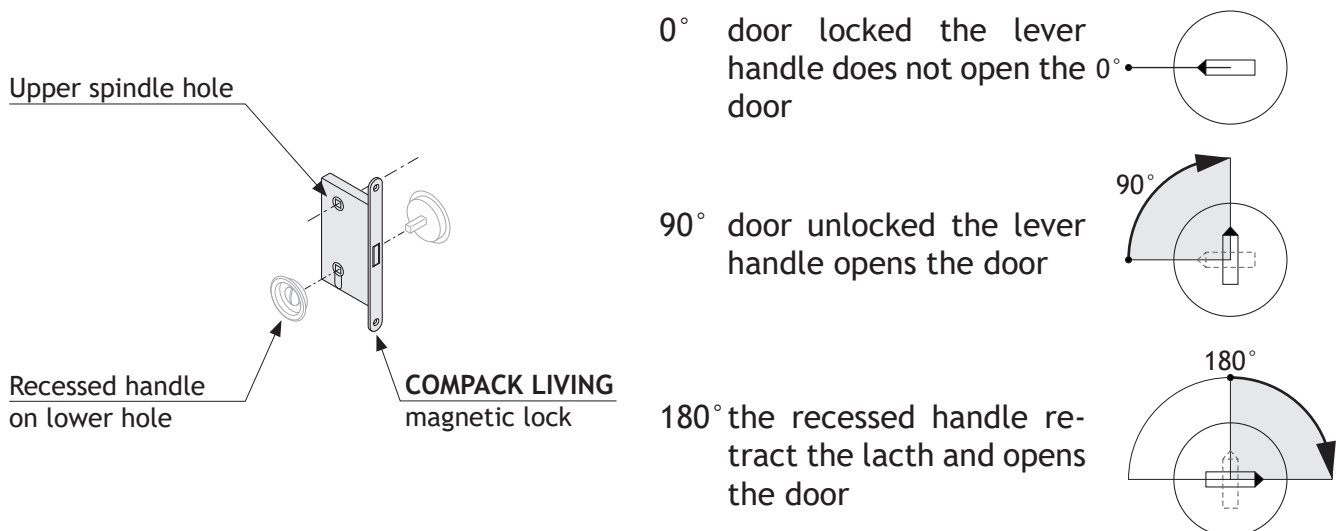 Upper spindle hole
Recessed handle
on lower hole
COMPACK LIVING
magnetic lock
0° door locked the lever
handle does not open the
door
0°
90° door unlocked the lever
handle opens the door
90°
180° the recessed handle re-
tract the lacth and opens
the door
180°